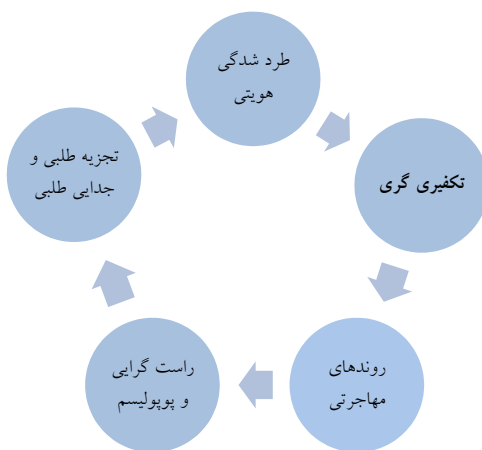 طرد شدگی
هویتی
تکفیری گری
روندهای
مهاجرتی
راست گرایی
و پوپولیسم
تجزیه طلبی و
جدایی طلبی